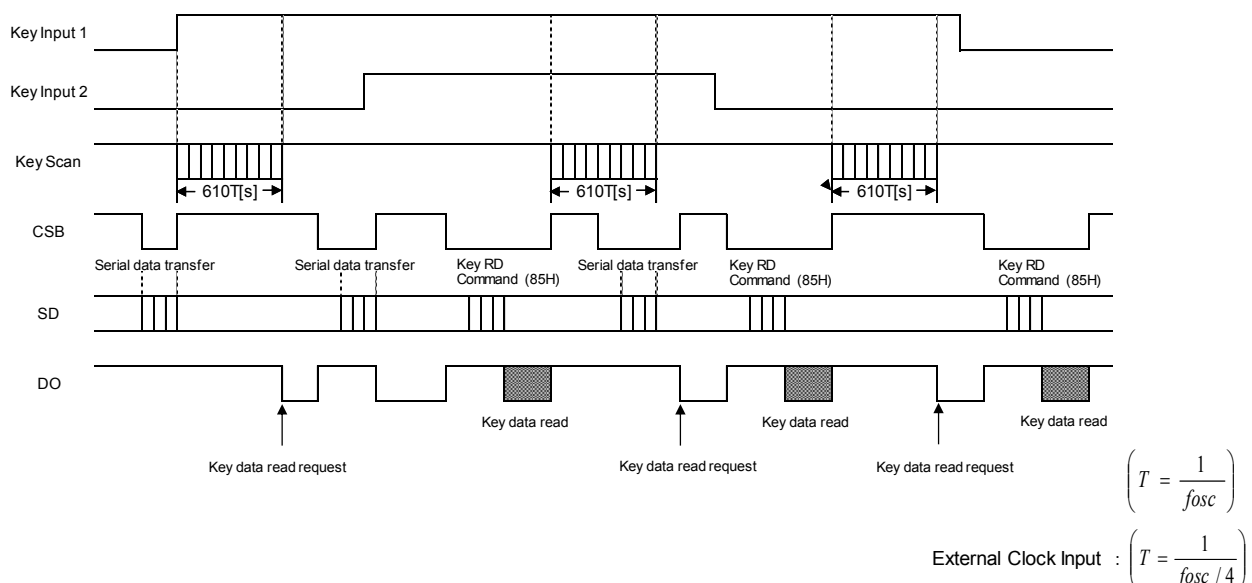 Key Input 1
Key Input 2
Key Scan
610T[s] 610T[s] 610T[s]
CSB
Serial data transfer Serial data transfer Key RD Command (85H) Serial data transfer Key RD Command (85H) Key RD Command (85H)
SD
DO
Key data read Key data read Key data read
Key data read request Key data read request Key data read request
(T = 1 / fosc)
External Clock Input : (T = 1 / fosc / 4)